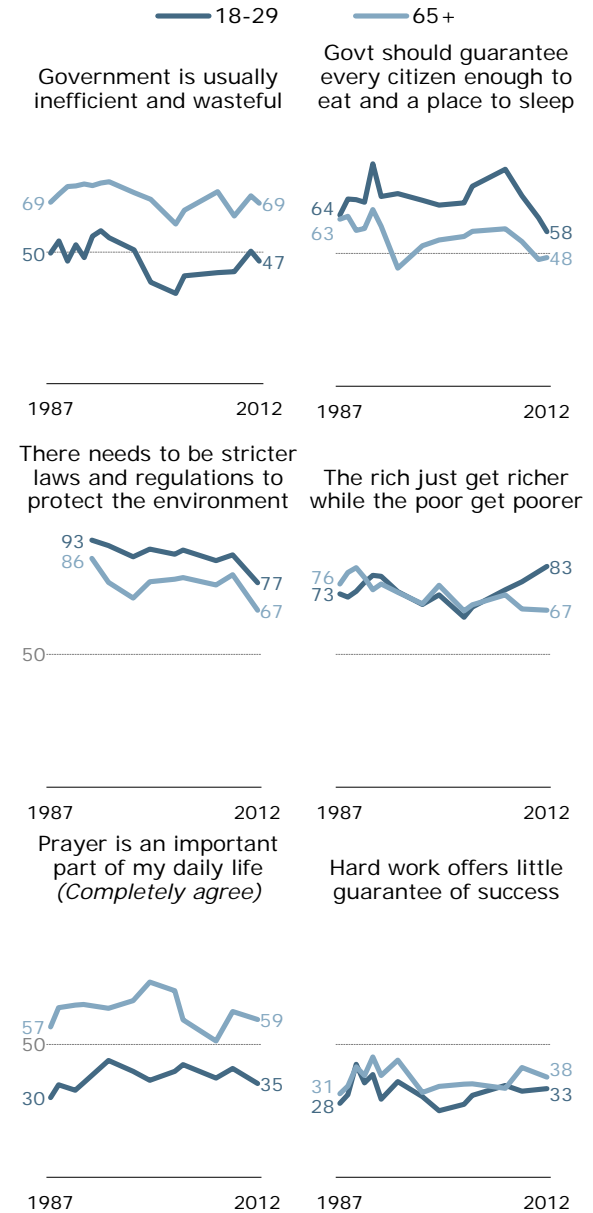 18-29 65+
Government is usually
inefficient and wasteful
Govt should guarantee
every citizen enough to
eat and a place to sleep
69
69
50
47
1987
2012
64
63
58
48
1987
2012
There needs to be stricter
laws and regulations to
protect the environment
The rich just get richer
while the poor get poorer
93
86
77
67
50
1987
2012
76
73
83
67
1987
2012
Prayer is an important
part of my daily life
(Completely agree)
Hard work offers little
guarantee of success
57
50
59
30
35
1987
2012
31
28
38
33
1987
2012